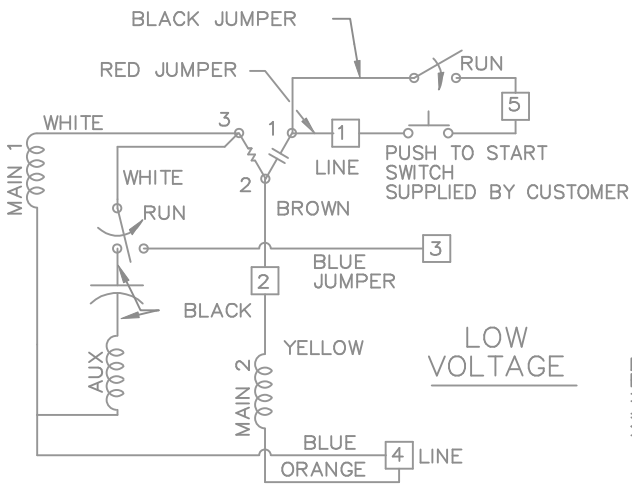 BLACK JUMPER
RED JUMPER
RUN
5
WHITE
3
1
1
LINE
PUSH TO START
SWITCH
SUPPLIED BY CUSTOMER
MAIN 1
WHITE
2
BROWN
RUN
3
BLUE
JUMPER
2
BLACK
YELLOW
LOW
VOLTAGE
AUX
MAIN 2
BLUE
4
LINE
ORANGE